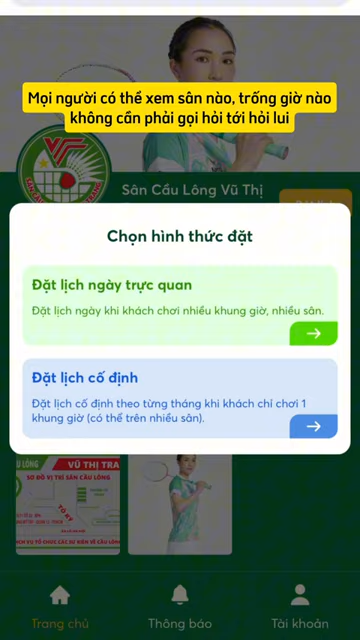 Mọi người có thể xem sân nào, trống giờ nào
không cần phải gọi hỏi tới hỏi lui
Sân Cầu Lông Vũ Thị
Chọn hình thức đặt
Đặt lịch ngày trực quan
Đặt lịch ngày khi khách chơi nhiều khung giờ, nhiều sân.
Đặt lịch cố định
Đặt lịch cố định theo từng tháng khi khách chỉ chơi 1
khung giờ (có thể trên nhiều sân).
VŨ THỊ TRA
SƠ ĐỒ VỊ TRÍ SÂN CẦU LÔNG
Trang chủ
Thông báo
Tài khoản